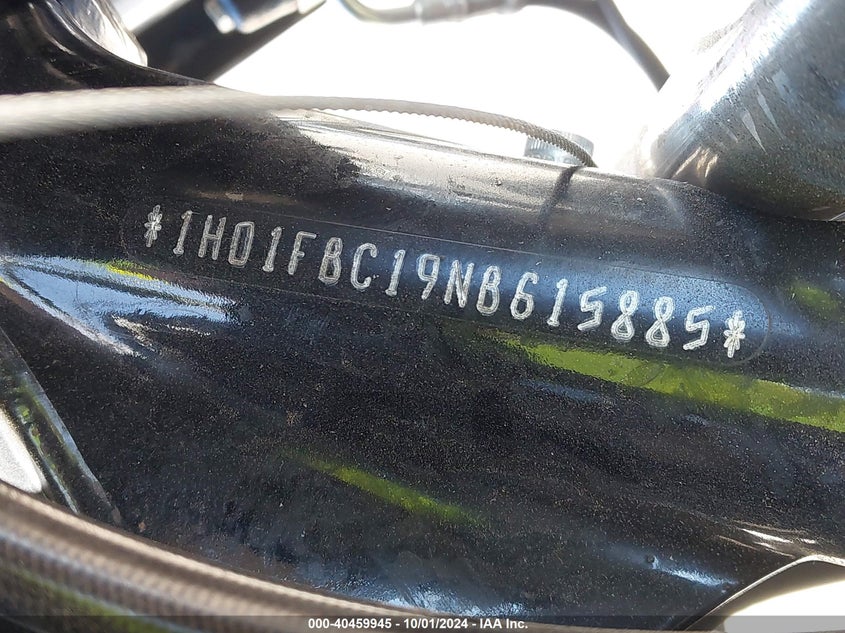 *1HD1FBC19NB615885*
000-40459945 - 10/01/2024 - IAA Inc.